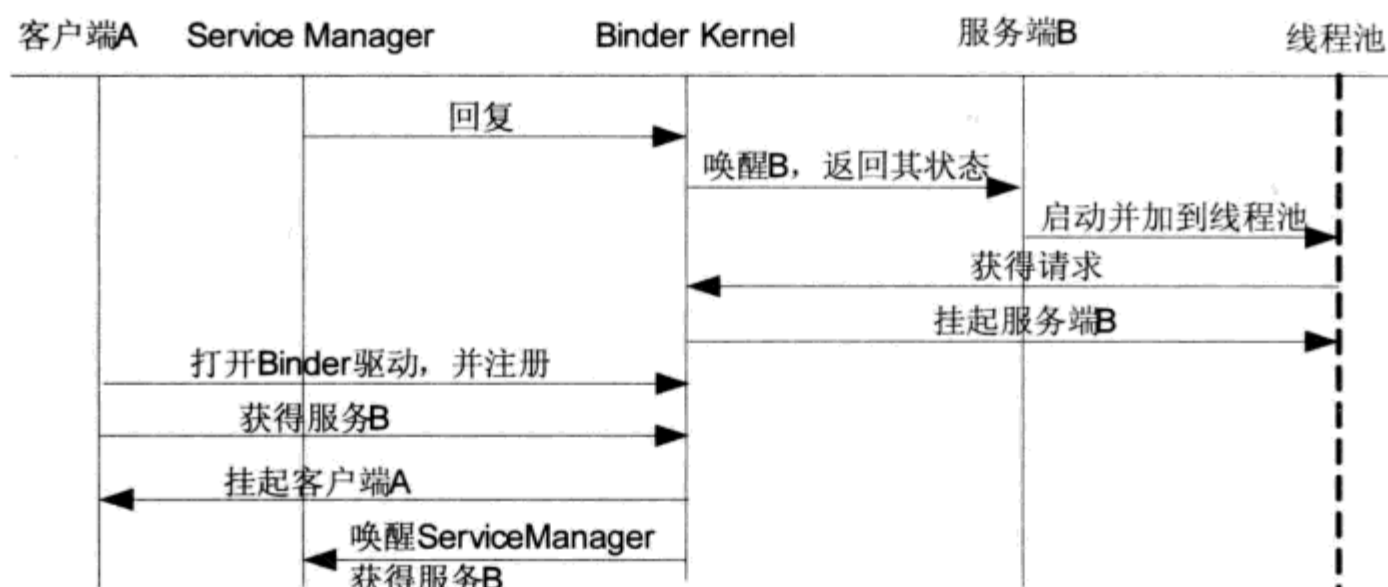 客户端A Service Manager Binder Kernel 服务端B 线程池
回复
唤醒B，返回其状态
启动并加到线程池
获得请求
挂起服务端B
打开Binder驱动，并注册
获得服务B
挂起客户端A
唤醒ServiceManager
获得服务B